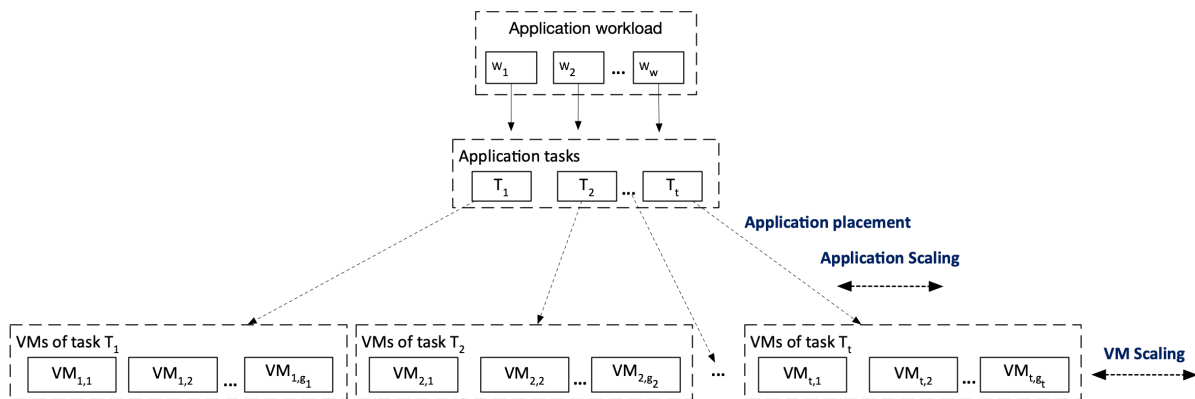 Application workload
w1 w2 ... ww
Application tasks
T1 T2 ... Tt
Application placement
Application Scaling
VMs of task T1 VMs of task T2 VMs of task Tt
VM Scaling
VM1,1 VM1,2 ... VM1,g1 VM2,1 VM2,2 ... VM2,g2 ... VMt,1 VMt,2 ... VMt,gt